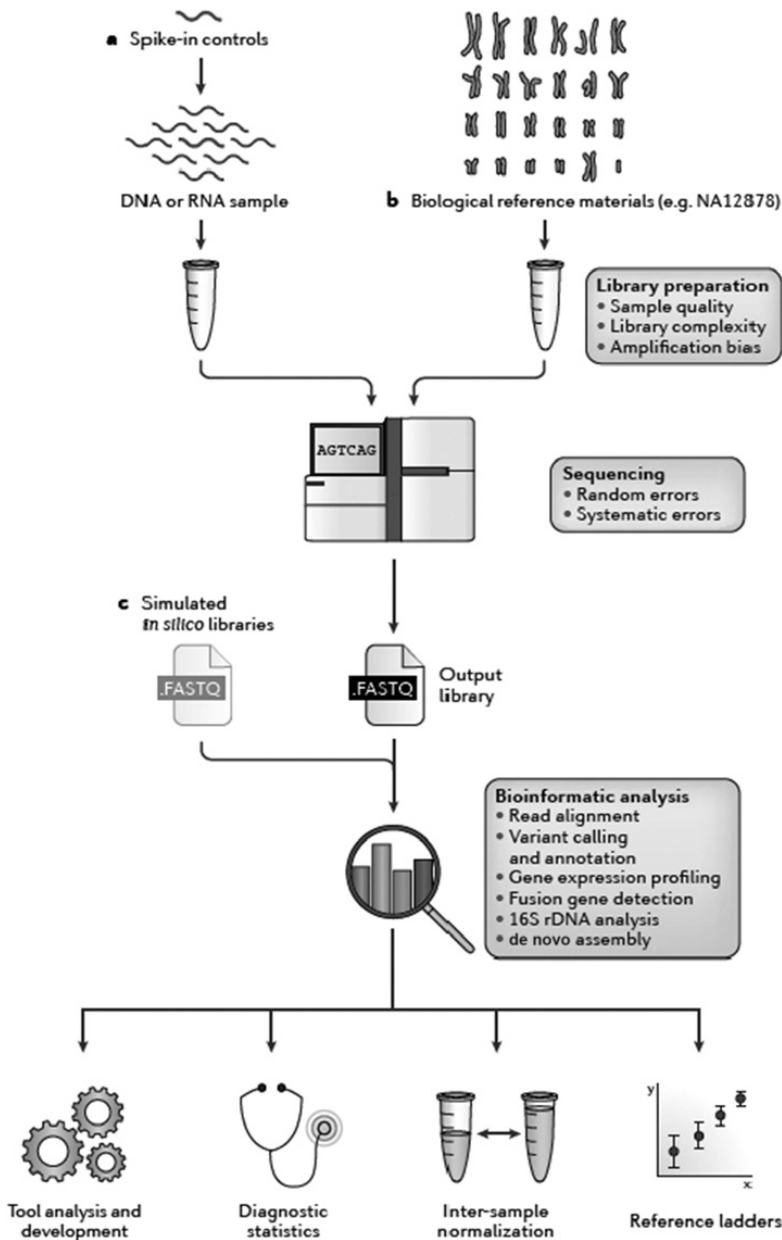 a Spike-in controls
DNA or RNA sample
b Biological reference materials (e.g. NA12878)
Library preparation
• Sample quality
• Library complexity
• Amplification bias
AGTCAG
Sequencing
• Random errors
• Systematic errors
c Simulated
in silico libraries
.FASTQ
.FASTQ
Output
library
Bioinformatic analysis
• Read alignment
• Variant calling
and annotation
• Gene expression profiling
• Fusion gene detection
• 16S rDNA analysis
• de novo assembly
y
x
Tool analysis and
development
Diagnostic
statistics
Inter-sample
normalization
Reference ladders